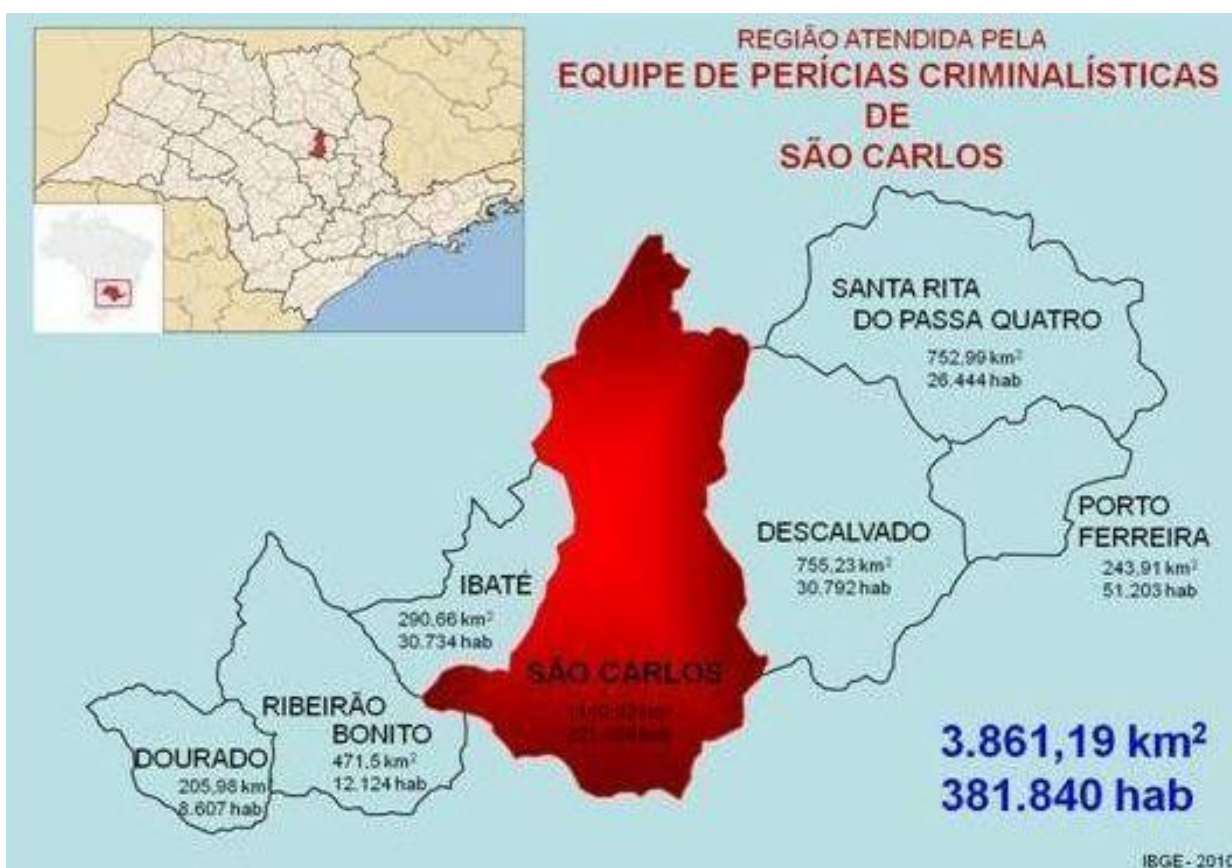 REGIÃO ATENDIDA PELA
EQUIPE DE PERÍCIAS CRIMINALÍSTICAS
DE
SÃO CARLOS
SANTA RITA
DO PASSA QUATRO
752,99 km²
26.444 hab
DESCALVADO
755,23 km²
30.792 hab
PORTO
FERREIRA
243,91 km²
51.203 hab
IBATÉ
290,66 km²
30.734 hab
SÃO CARLOS
RIBEIRÃO
BONITO
471,5 km²
12.124 hab
DOURADO
205,98 km
8.607 hab
3.861,19 km²
381.840 hab